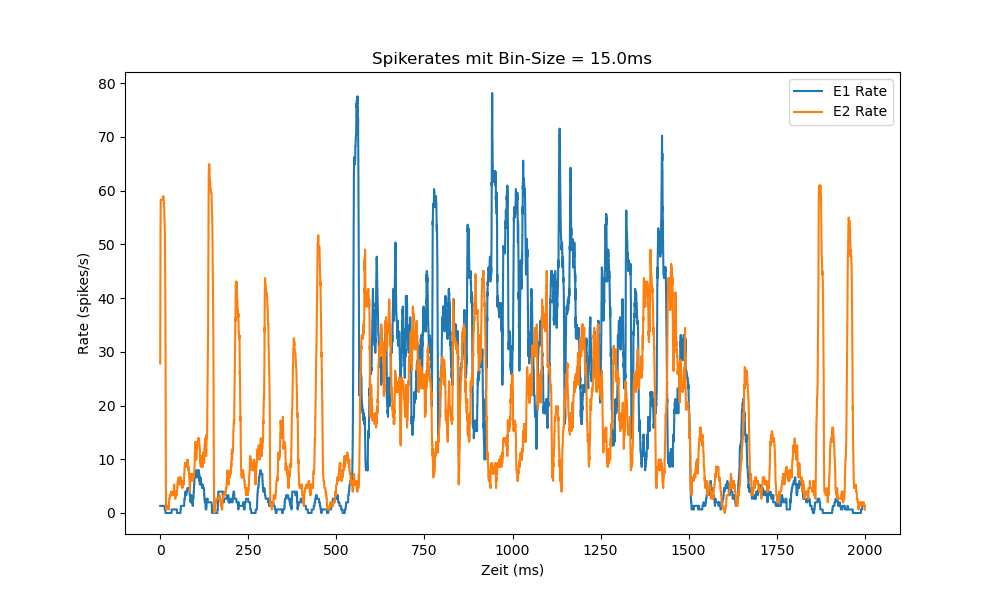 Spikerates mit Bin-Size = 15.0ms
E1 Rate
E2 Rate
80
70
60
50
40
30
20
10
0
Rate (spikes/s)
0 250 500 750 1000 1250 1500 1750 2000
Zeit (ms)